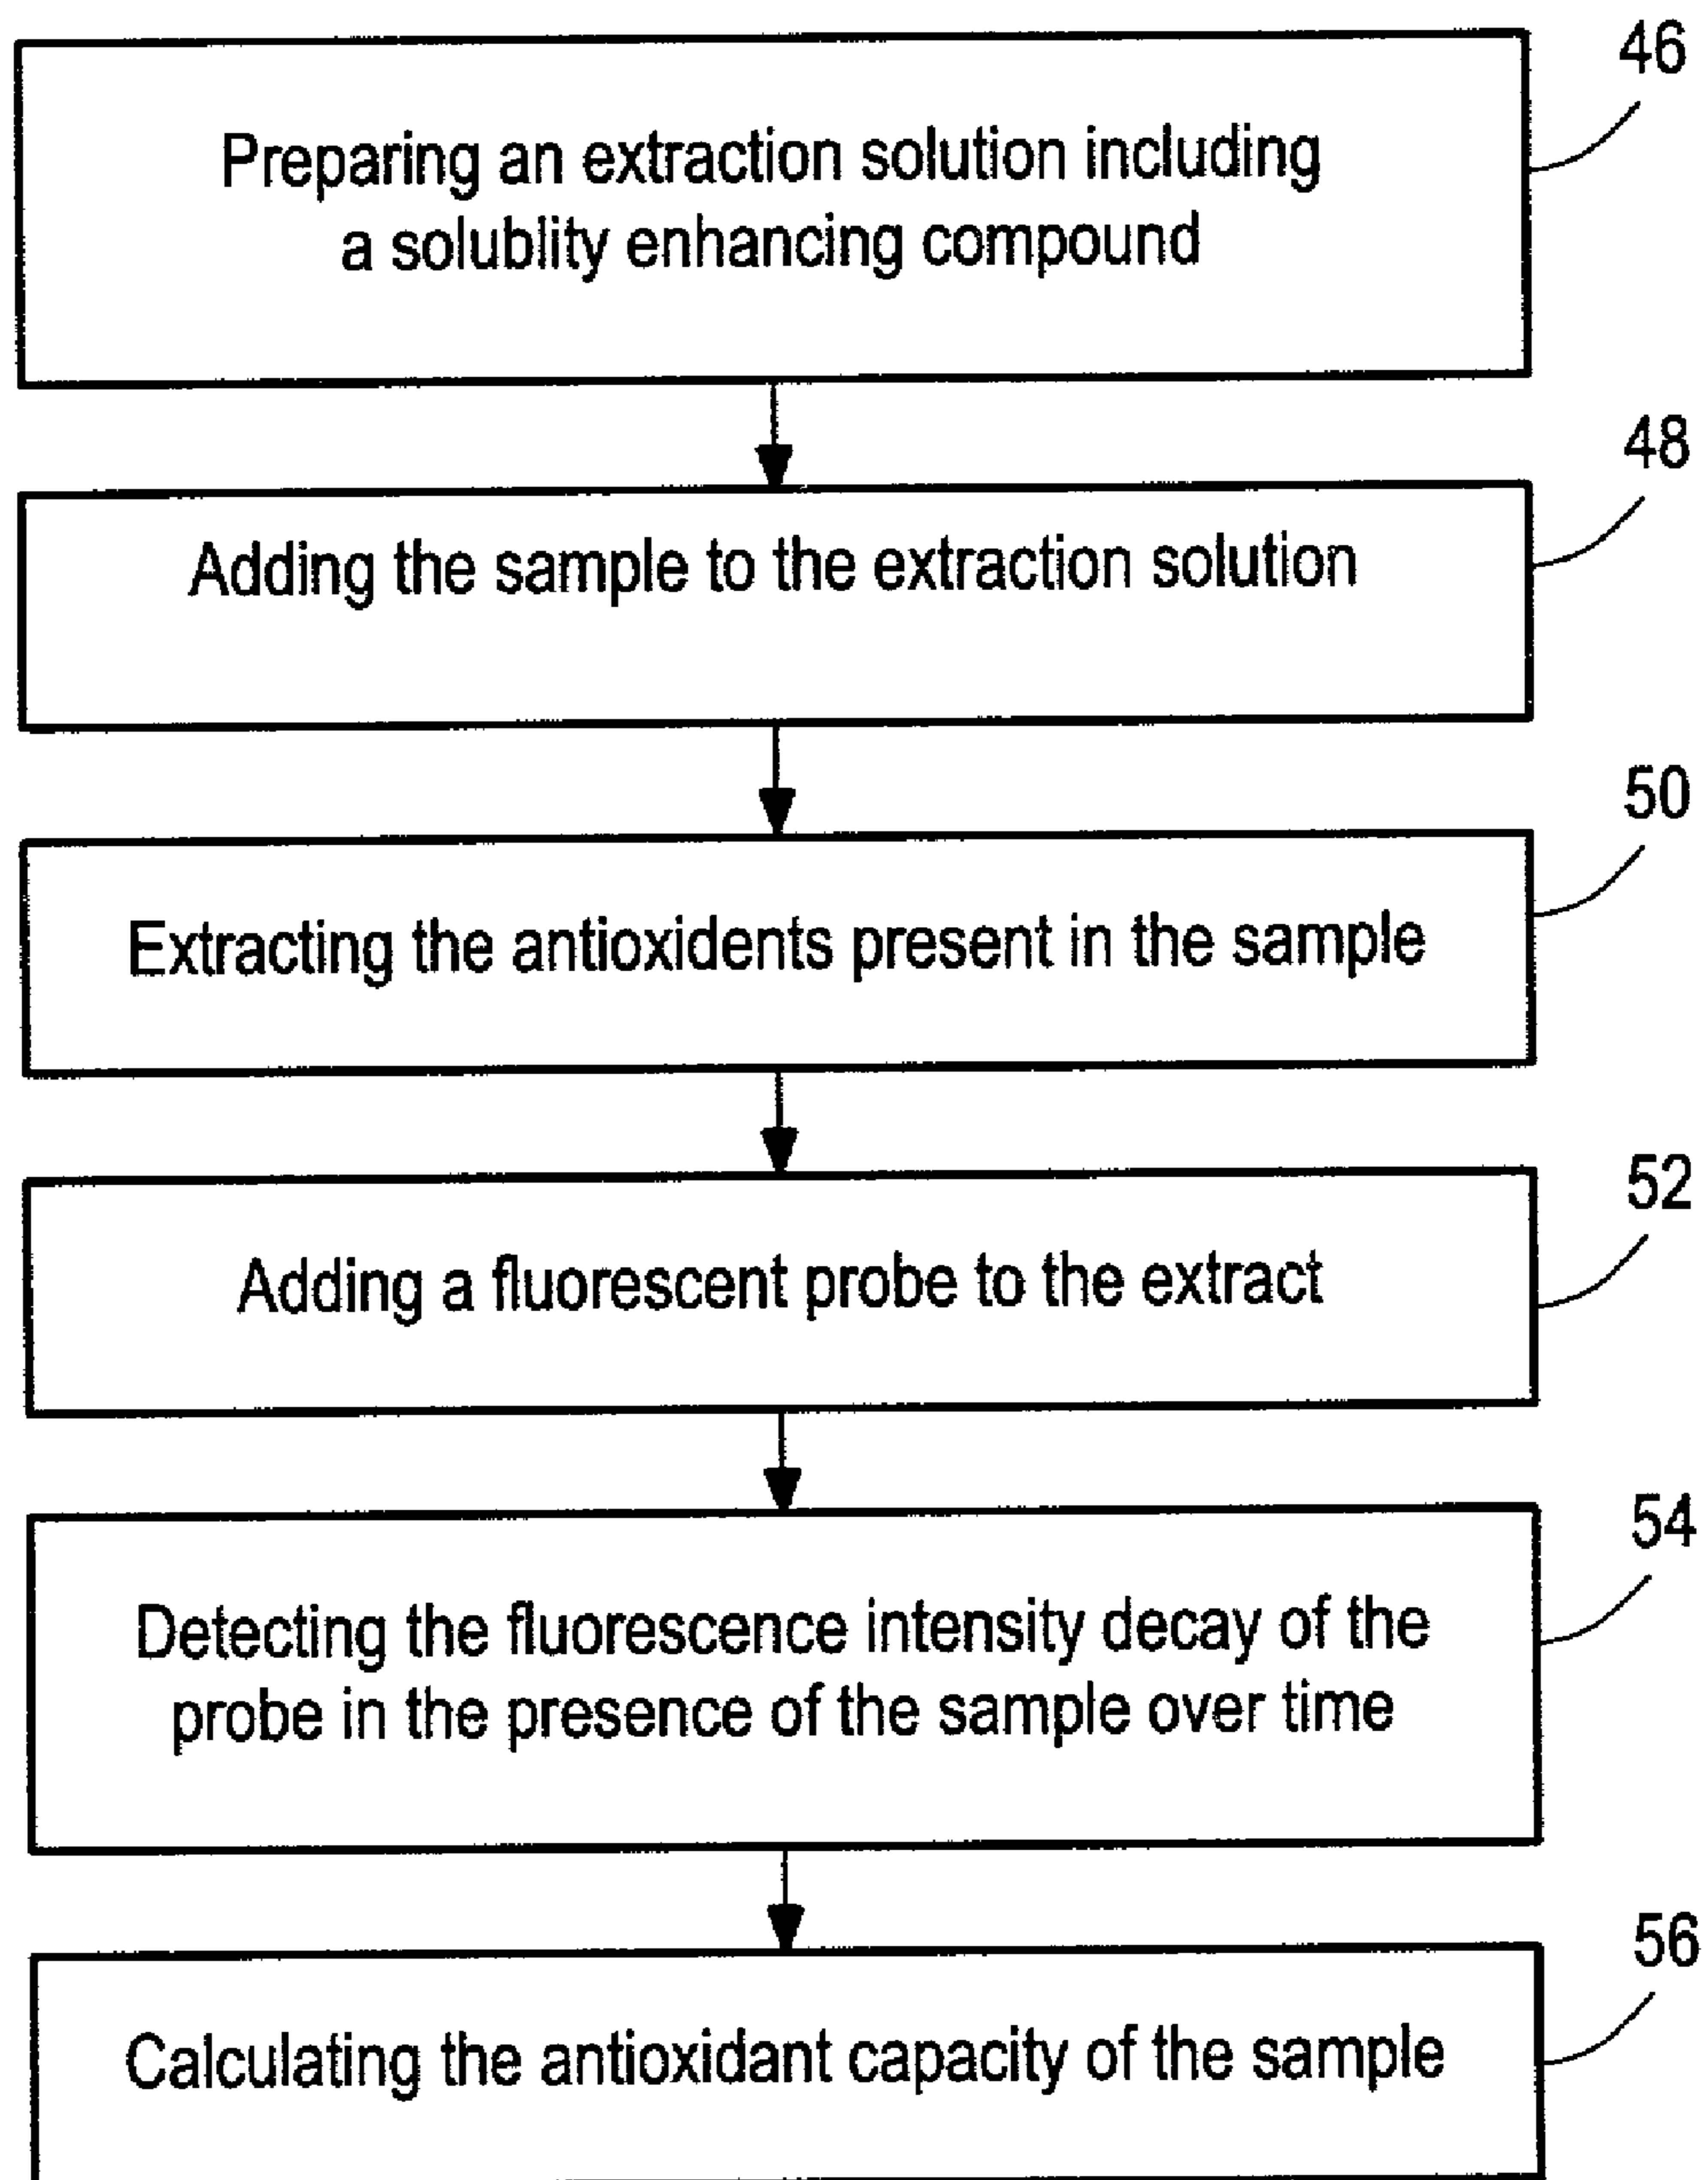 46
Preparing an extraction solution including
a solublity enhancing compound
48
Adding the sample to the extraction solution
50
Extracting the antioxidents present in the sample
52
Adding a fluorescent probe to the extract
54
Detecting the fluorescence intensity decay of the
probe in the presence of the sample over time
56
Calculating the antioxidant capacity of the sample